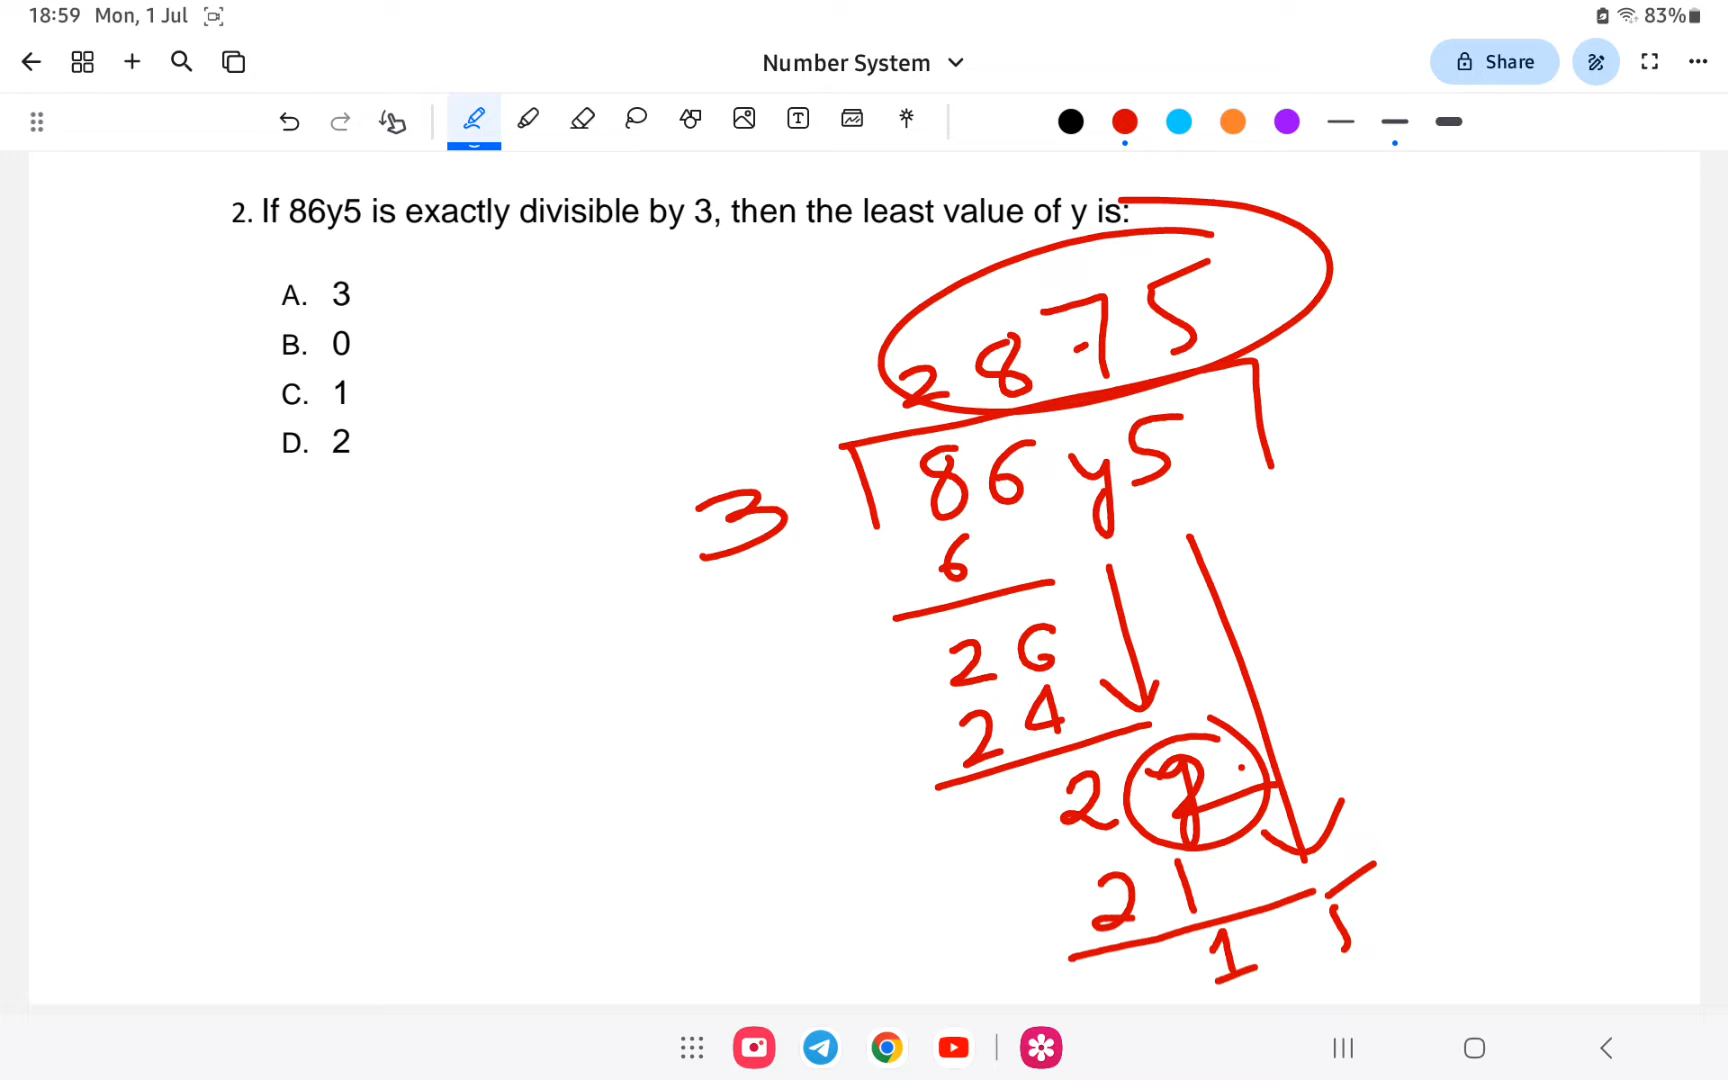 18:59 Mon, 1 Jul
83%
Number System
Share
2. If 86y5 is exactly divisible by 3, then the least value of y is:
A. 3
B. 0
C. 1
D. 2
2875
3
86y5
6
26
24
2
21
1 5